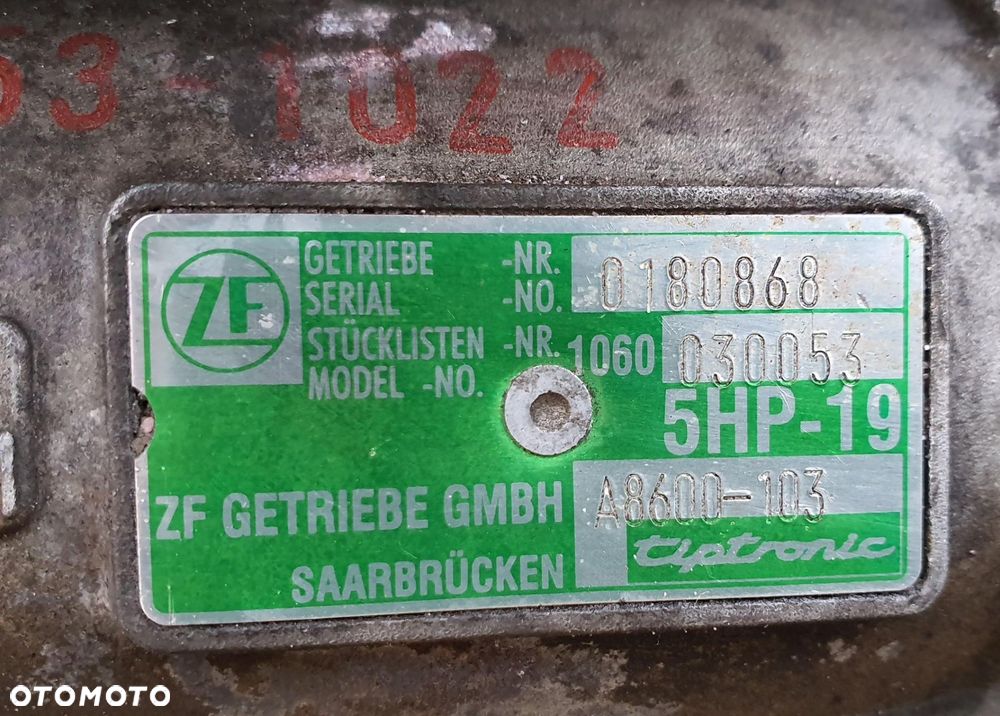 53-1022
ZF
GETRIEBE -NR. 0180868
SERIAL -NO.
STÜCKLISTEN -NR. 1060 030053
MODEL -NO.
5HP-19
ZF GETRIEBE GMBH A8600-103
SAARBRÜCKEN tiptronic
OTOMOTO